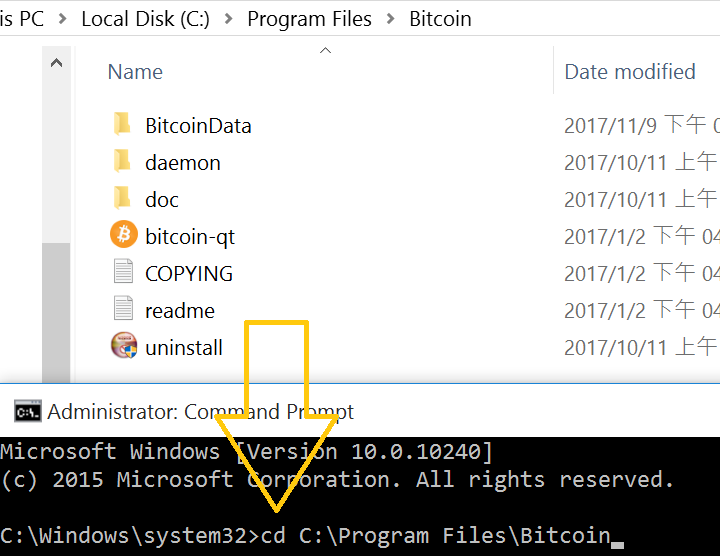 is PC > Local Disk (C:) > Program Files > Bitcoin
Name Date modified
BitcoinData 2017/11/9 下午
daemon 2017/10/11 上午
doc 2017/10/11 上午
bitcoin-qt 2017/1/2 下午 04
COPYING 2017/1/2 下午 04
readme 2017/1/2 下午 04
uninstall 2017/10/11 上午
C:\. Administrator: Command Prompt
Microsoft Windows [Version 10.0.10240]
(c) 2015 Microsoft Corporation. All rights reserved.
C:\Windows\system32>cd C:\Program Files\Bitcoin_